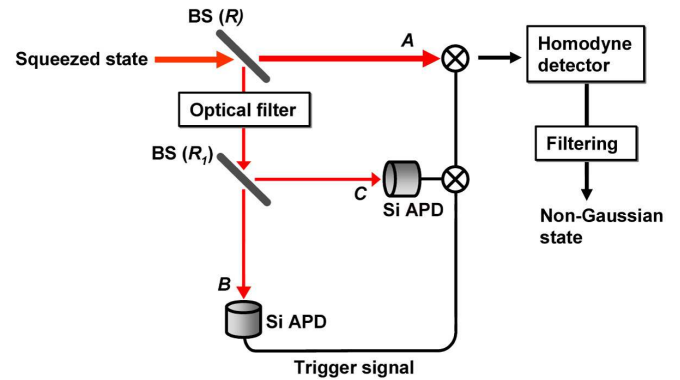 BS (R)
A
Squeezed state
Homodyne
detector
Optical filter
BS (R₁)
Filtering
C
Si APD
Non-Gaussian
state
B
Si APD
Trigger signal